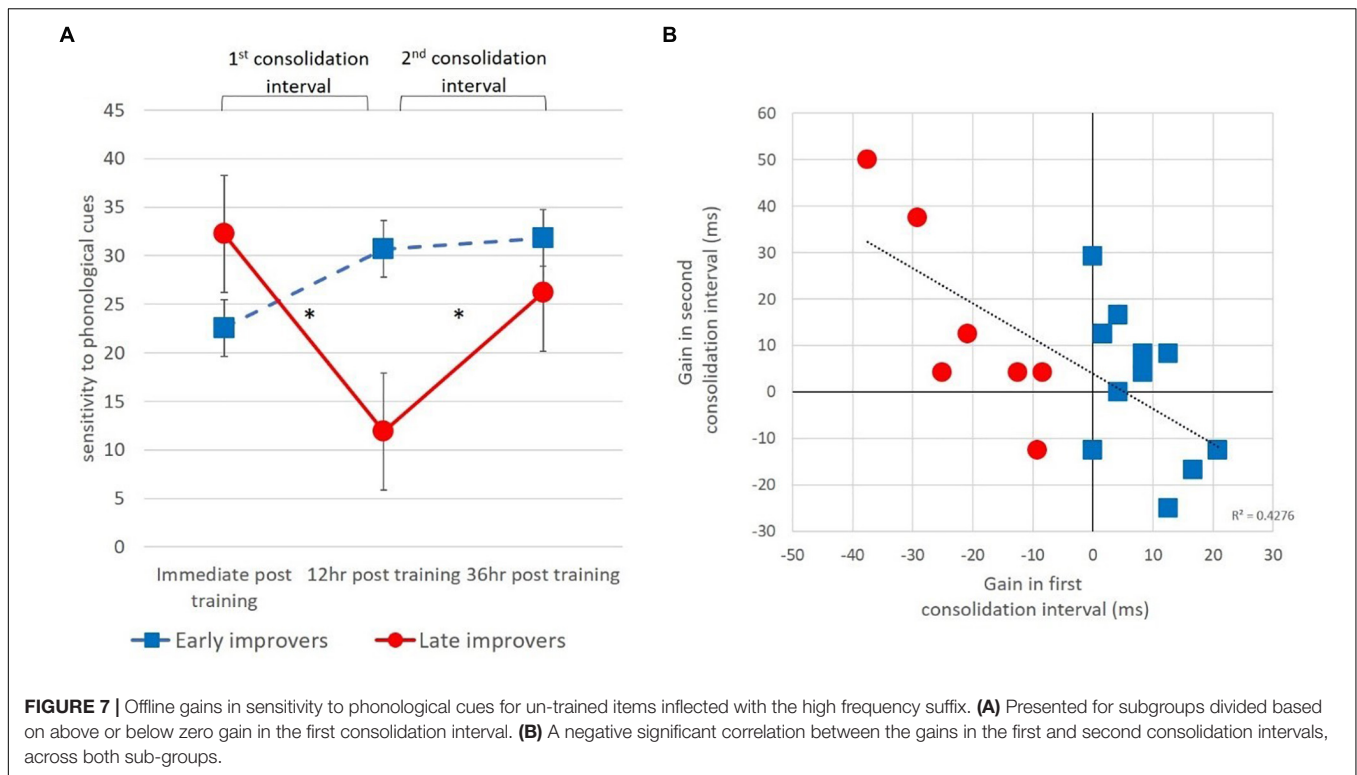 A
1st consolidation
interval
2nd consolidation
interval
45
40
35
30
25
20
15
10
5
0
sensitivity to phonological cues
*
*
Immediate post
training
12hr post training
36hr post training
Early improvers
Late improvers
B
60
50
40
30
20
10
0
-10
-20
-30
Gain in second
consolidation interval (ms)
R² = 0.4276
-50
-40
-30
-20
-10
0
10
20
30
Gain in first
consolidation interval (ms)
FIGURE 7 | Offline gains in sensitivity to phonological cues for un-trained items inflected with the high frequency suffix. (A) Presented for subgroups divided based
on above or below zero gain in the first consolidation interval. (B) A negative significant correlation between the gains in the first and second consolidation intervals,
across both sub-groups.